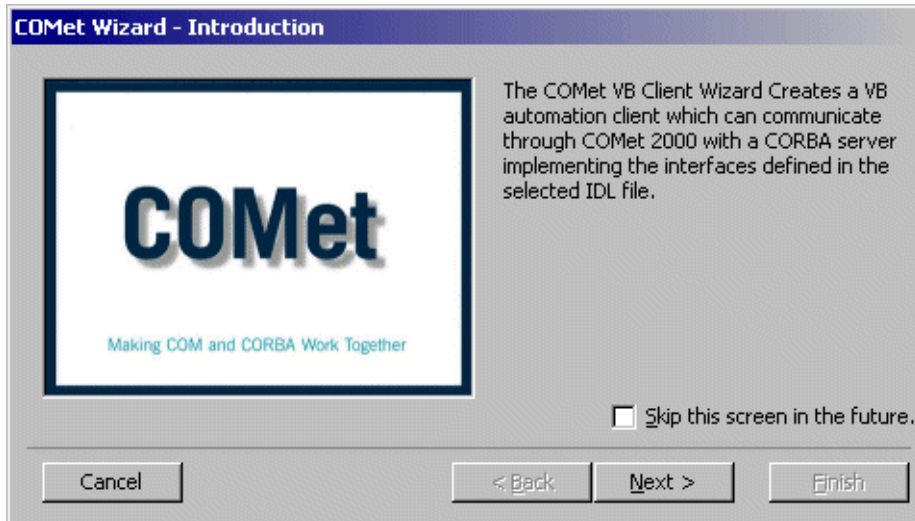 COMet Wizard - Introduction
COMet
Making COM and CORBA Work Together
The COMet VB Client Wizard Creates a VB
automation client which can communicate
through COMet 2000 with a CORBA server
implementing the interfaces defined in the
selected IDL file.
Skip this screen in the future.
Cancel
< Back
Next >
Finish